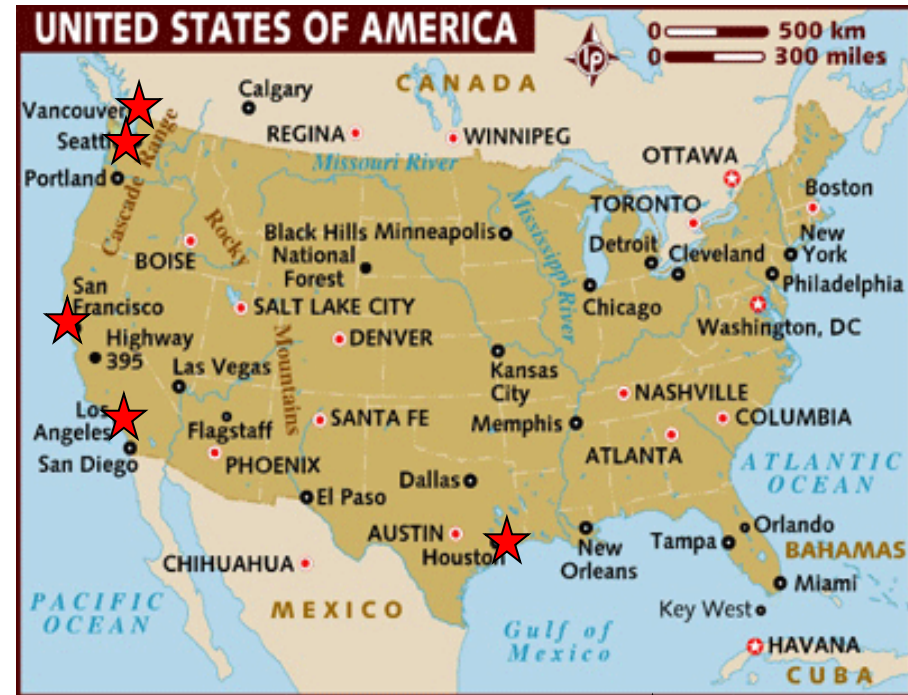 UNITED STATES OF AMERICA
0
500 km
0
300 miles
lp
CANADA
Calgary
Vancouver
REGINA
WINNIPEG
Missouri River
OTTAWA
Portland
Cascade Range
Rocky
Mountains
BOISE
Black Hills
National
Forest
Minneapolis
Mississippi River
TORONTO
Boston
Detroit
Cleveland
New
York
Philadelphia
Chicago
Washington, DC
San
Francisco
SALT LAKE CITY
Highway
395
DENVER
Las Vegas
Kansas
City
NASHVILLE
Los
Angeles
Flagstaff
SANTA FE
Memphis
COLUMBIA
San Diego
PHOENIX
ATLANTA
ATLANTIC
OCEAN
Dallas
El Paso
AUSTIN
Houston
New
Orleans
Tampa
Orlando
BAHAMAS
CHIHUAHUA
Miami
PACIFIC
OCEAN
MEXICO
Key West
Gulf of
Mexico
HAVANA
CUBA